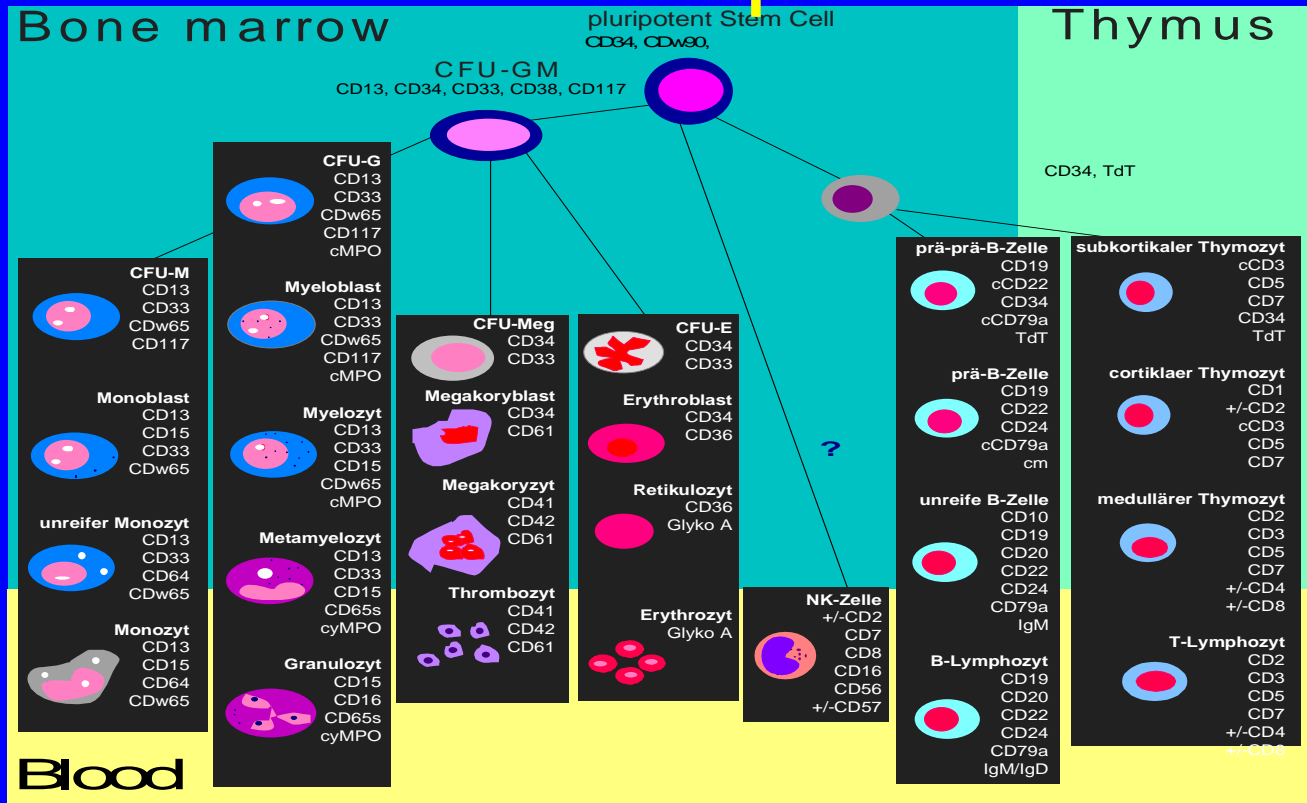 Bone marrow
pluripotent Stem Cell
CD34, CDw90,
Thymus
CFU-GM
CD13, CD34, CD33, CD38, CD117
CD34, TdT
CFU-M
CD13
CD33
CDw65
CD117
Monoblast
CD13
CD15
CD33
CDw65
unreifer Monozyt
CD13
CD33
CD64
CDw65
Monozyt
CD13
CD15
CD64
CDw65
CFU-G
CD13
CD33
CDw65
CD117
cMPO
Myeloblast
CD13
CD33
CDw65
CD117
cMPO
Myelozyt
CD13
CD33
CD15
CDw65
cMPO
Metamyelozyt
CD13
CD33
CD15
CD65s
cyMPO
Granulozyt
CD15
CD16
CD65s
cyMPO
CFU-Meg
CD34
CD33
Megakoryblast
CD34
CD61
Megakoryzyt
CD41
CD42
CD61
Thrombozyt
CD41
CD42
CD61
CFU-E
CD34
CD33
Erythroblast
CD34
CD36
Retikulozyt
CD36
Glyko A
Erythrozyt
Glyko A
?
NK-Zelle
+/-CD2
CD7
CD8
CD16
CD56
+/-CD57
prä-prä-B-Zelle
CD19
cCD22
CD34
cCD79a
TdT
prä-B-Zelle
CD19
CD22
CD24
cCD79a
cm
unreife B-Zelle
CD10
CD19
CD20
CD22
CD24
CD79a
IgM
B-Lymphozyt
CD19
CD20
CD22
CD24
CD79a
IgM/IgD
subkortikaler Thymozyt
cCD3
CD5
CD7
CD34
TdT
cortiklaer Thymozyt
CD1
+/-CD2
cCD3
CD5
CD7
medullärer Thymozyt
CD2
CD3
CD5
CD7
+/-CD4
+/-CD8
T-Lymphozyt
CD2
CD3
CD5
CD7
+/-CD4
+/-CD8
Blood